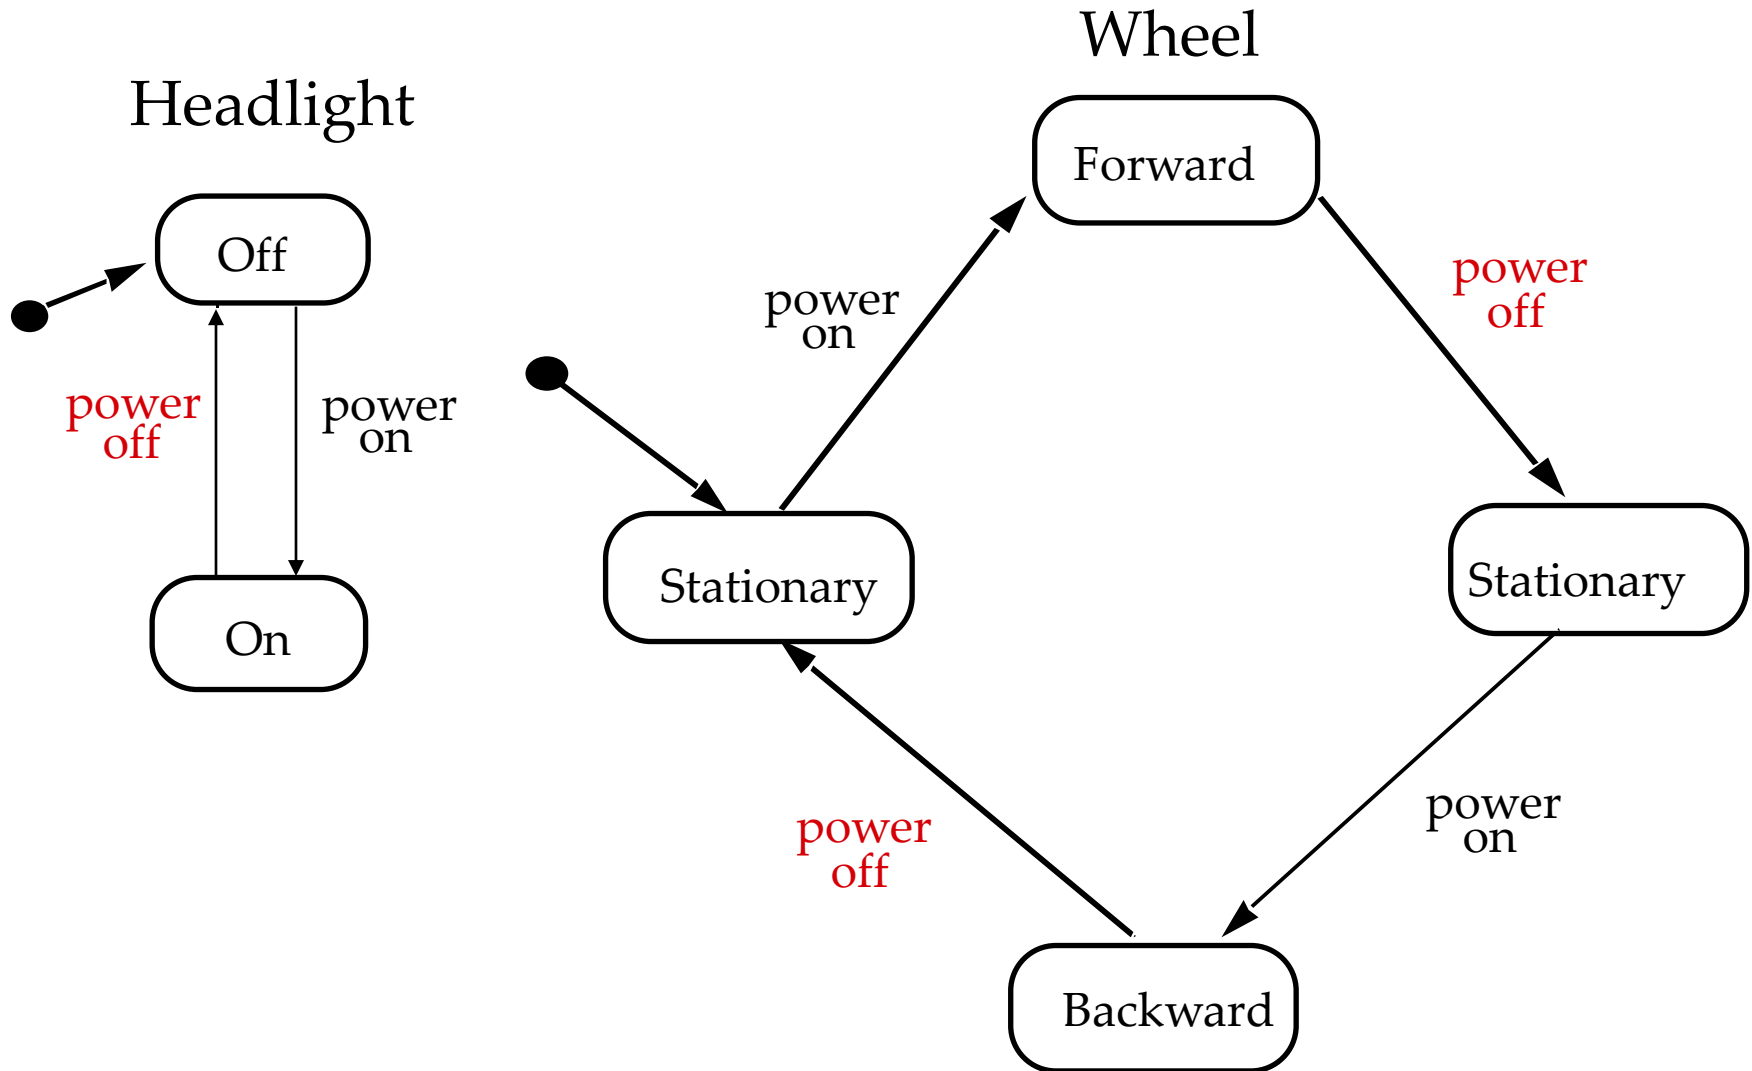 Headlight
Off
power
off
power
on
On
Wheel
Forward
power
on
power
off
Stationary
Stationary
power
off
power
on
Backward